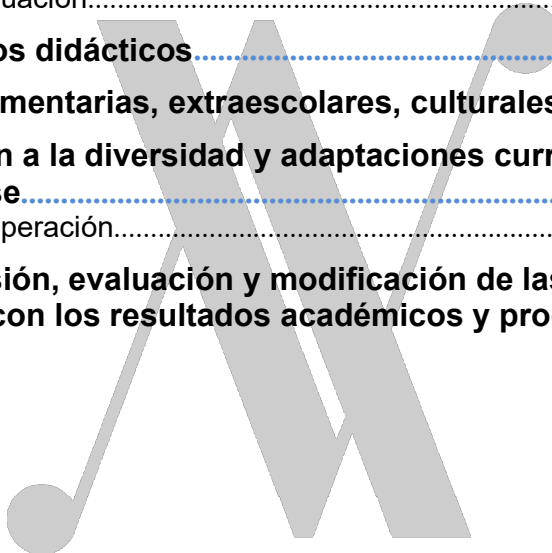 uación
os didácticos
mentarias, extraescolares, culturales
n a la diversidad y adaptaciones curr
se
peración
sión, evaluación y modificación de las
con los resultados académicos y pro